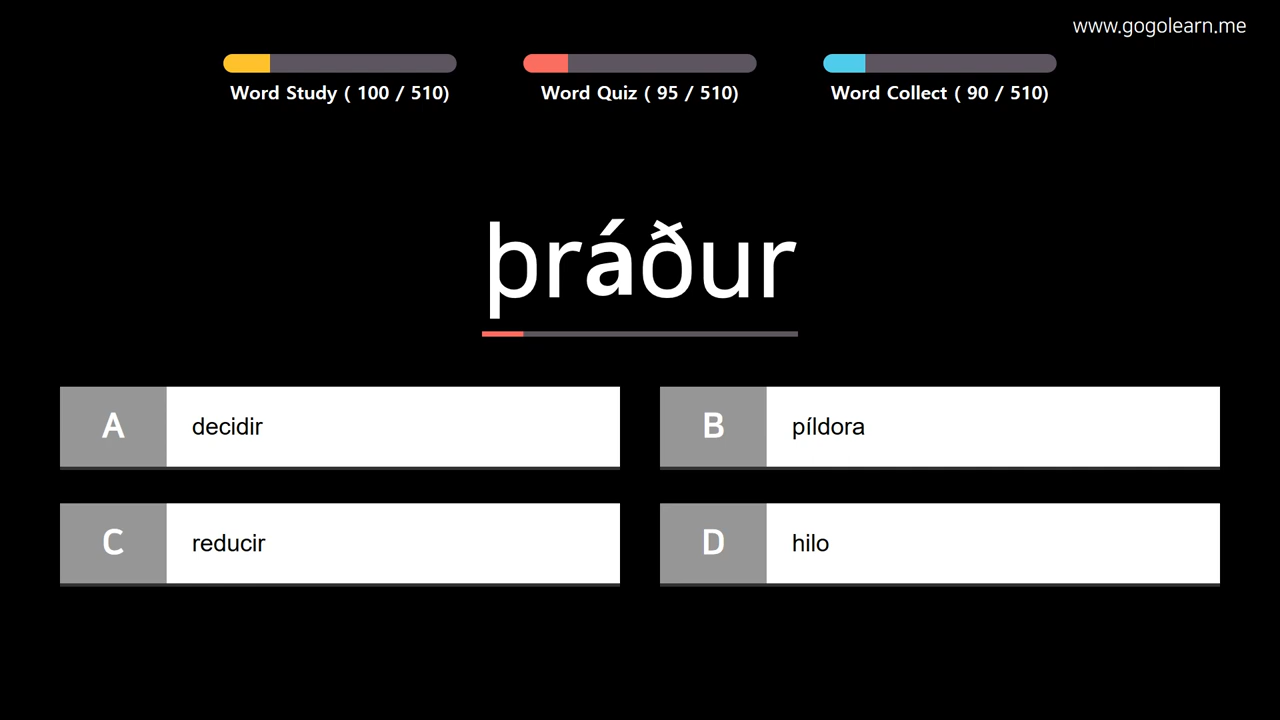 www.gogolearn.me
Word Study ( 100 / 510)
Word Quiz ( 95 / 510)
Word Collect ( 90 / 510)
þráður
A decidir
B píldora
C reducir
D hilo